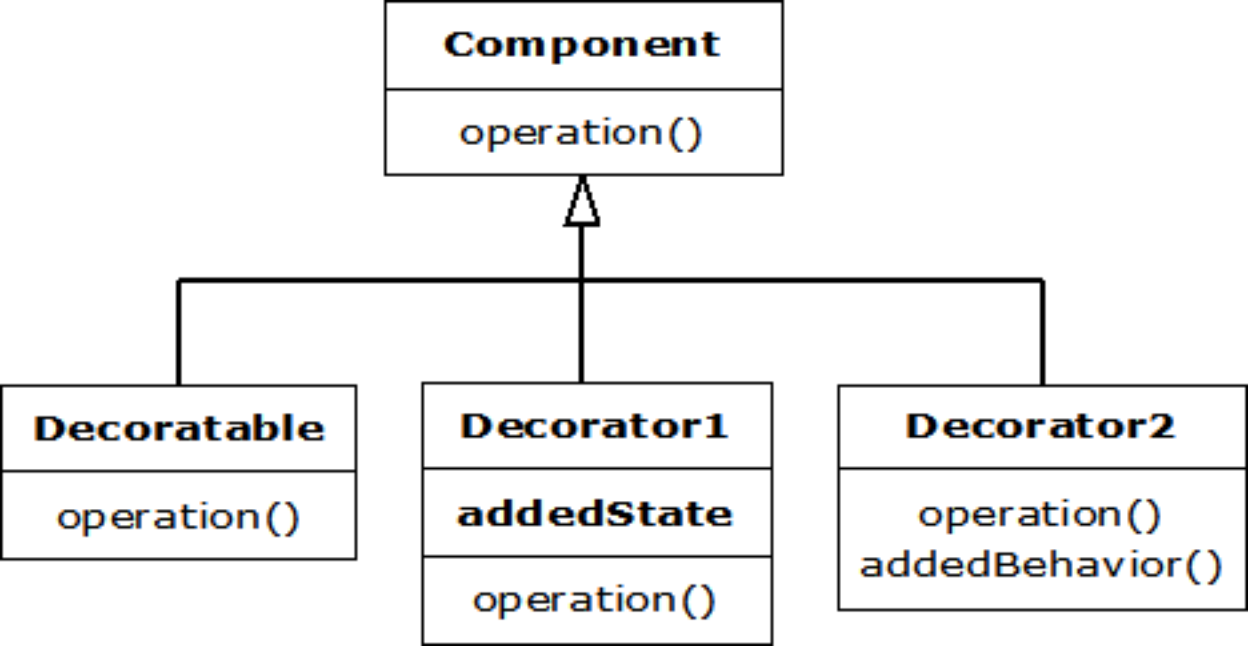 Component
operation()
Decoratable
operation()
Decorator1
addedState
operation()
Decorator2
operation()
addedBehavior()